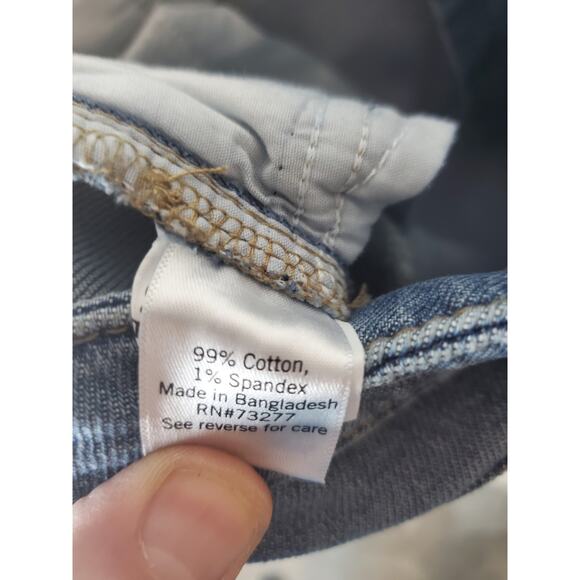 99% Cotton,
1% Spandex
Made in Bangladesh
RN#73277
See reverse for care